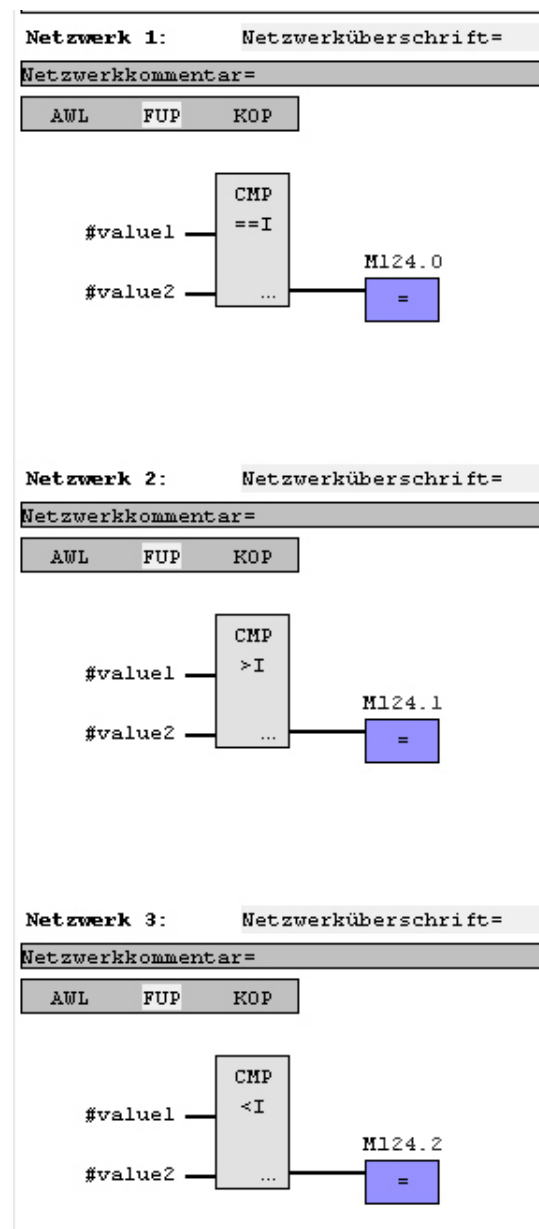 Netzwerk 1: Netzwerküberschrift=
Netzwerkkommentar=
AWL FUP KOP
CMP
#value1 ==I
M124.0
#value2 ... =
Netzwerk 2: Netzwerküberschrift=
Netzwerkkommentar=
AWL FUP KOP
CMP
#value1 >I
M124.1
#value2 ... =
Netzwerk 3: Netzwerküberschrift=
Netzwerkkommentar=
AWL FUP KOP
CMP
#value1 <I
M124.2
#value2 ... =